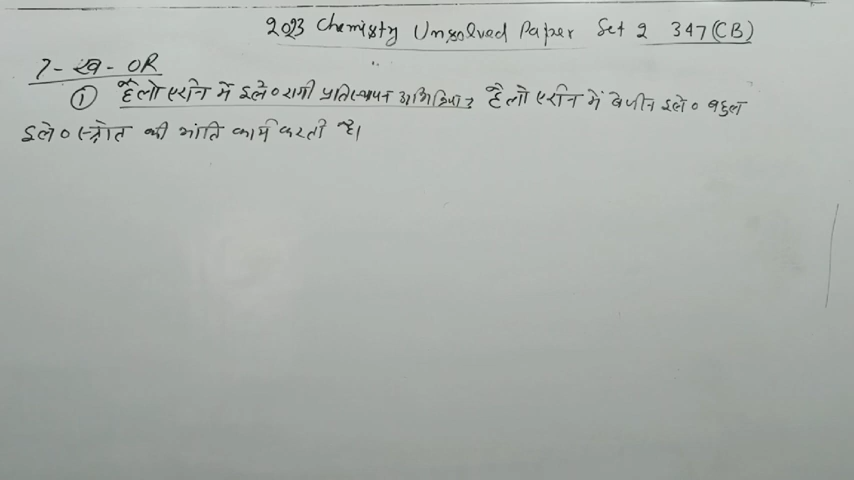 2023 Chemistry Unsolved Paper Set 2 347(CB)
7-ख-OR
① हैलो एरीन में इले०रागी प्रतिस्थापन अभिक्रियाः हैलो एरीन में बेंजीन इले० बहुल
इले० स्त्रोत की भांति कार्य करती है।